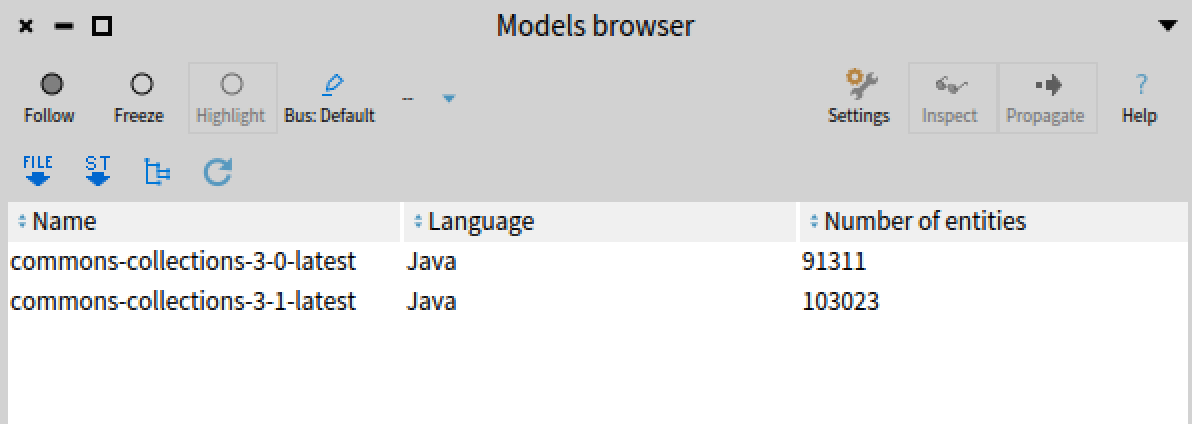 Models browser
Follow Freeze Highlight Bus: Default -- Settings Inspect Propagate ? Help
FILE ST
Name Language Number of entities
commons-collections-3-0-latest Java 91311
commons-collections-3-1-latest Java 103023